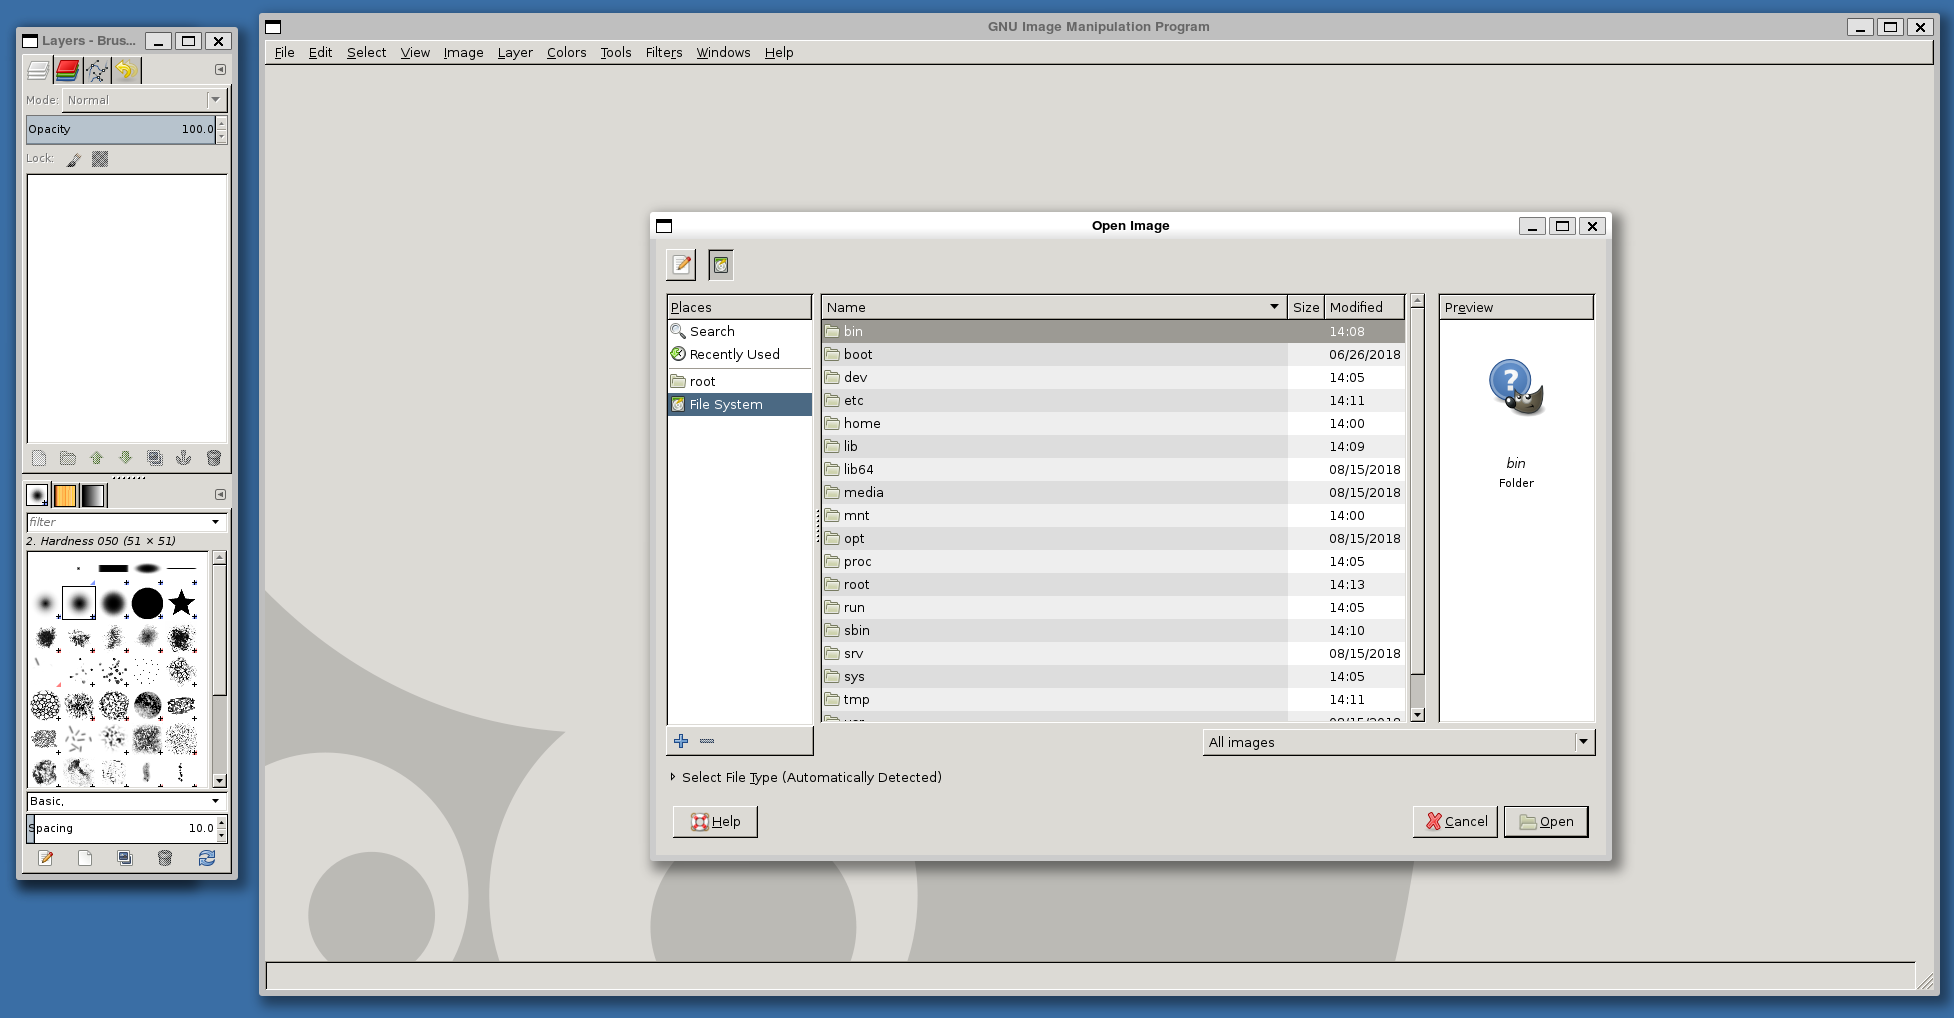 Layers - Brus...
Mode: Normal
Opacity 100.0
Lock:
filter
2. Hardness 050 (51 × 51)
Basic,
Spacing 10.0
GNU Image Manipulation Program
File Edit Select View Image Layer Colors Tools Filters Windows Help
Open Image
Places
Search
Recently Used
root
File System
Name Size Modified
bin 14:08
boot 06/26/2018
dev 14:05
etc 14:11
home 14:00
lib 14:09
lib64 08/15/2018
media 08/15/2018
mnt 14:00
opt 08/15/2018
proc 14:05
root 14:13
run 14:05
sbin 14:10
srv 08/15/2018
sys 14:05
tmp 14:11
Preview
bin
Folder
All images
Select File Type (Automatically Detected)
Help Cancel Open